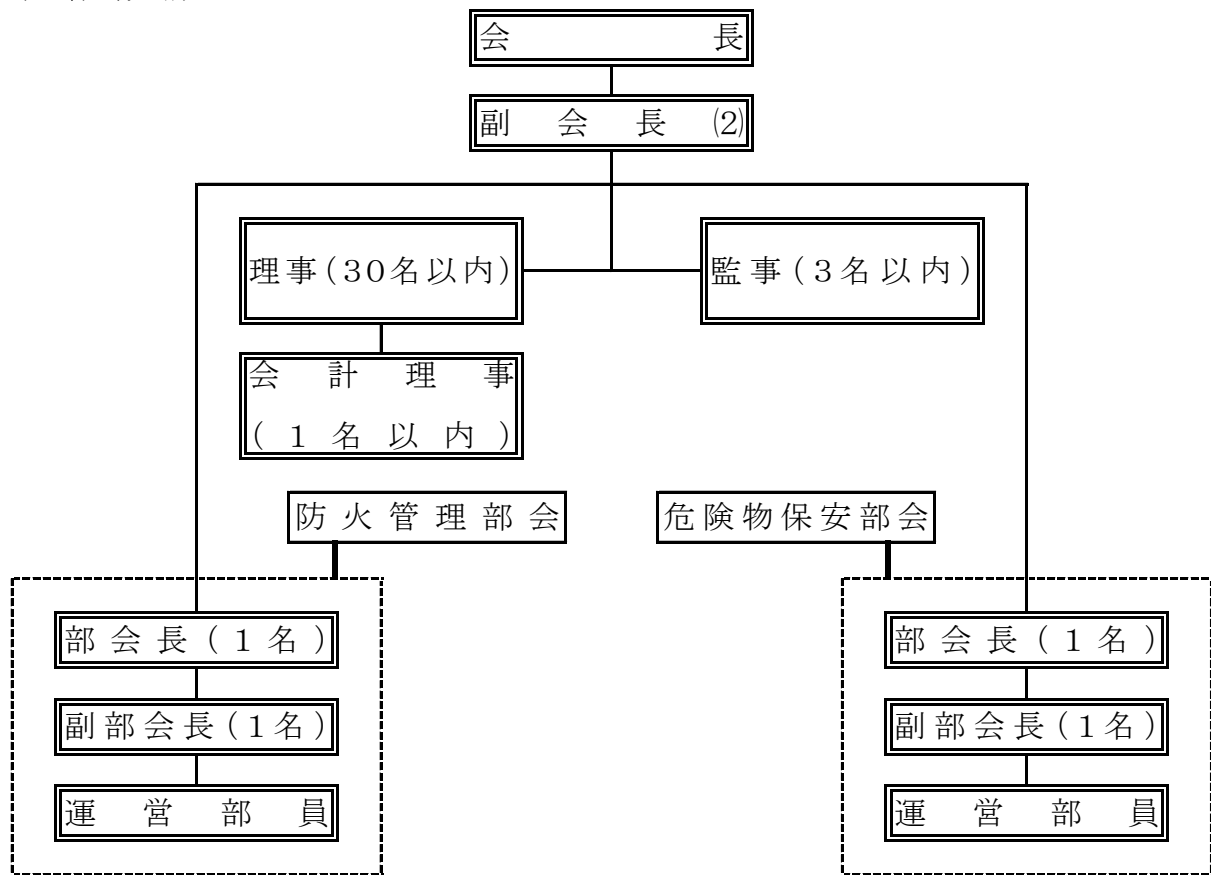 会長
副会長(2)
理事(30名以内)
監事(3名以内)
会計理事
(1名以内)
防火管理部会
危険物保安部会
部会長(1名)
部会長(1名)
副部会長(1名)
副部会長(1名)
運営部員
運営部員